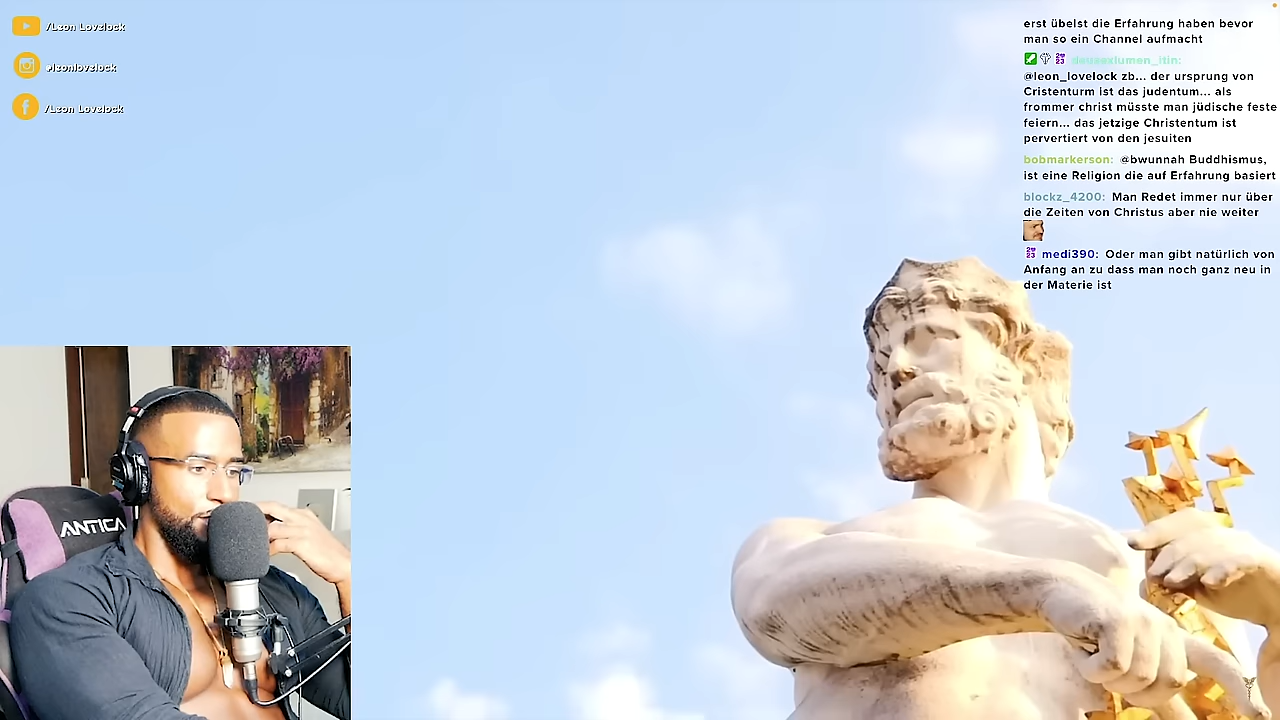 /Leon Lovelock
@leonlovelock
/Leon Lovelock
ANTICA
erst übelst die Erfahrung haben bevor
man so ein Channel aufmacht
@leon_lovelock zb... der ursprung von
Cristenturm ist das judentum... als
frommer christ müsste man jüdische feste
feiern... das jetzige Christentum ist
pervertiert von den jesuiten
bobmarkerson: @bwunnah Buddhismus,
ist eine Religion die auf Erfahrung basiert
blockz_4200: Man Redet immer nur über
die Zeiten von Christus aber nie weiter
medi390: Oder man gibt natürlich von
Anfang an zu dass man noch ganz neu in
der Materie ist